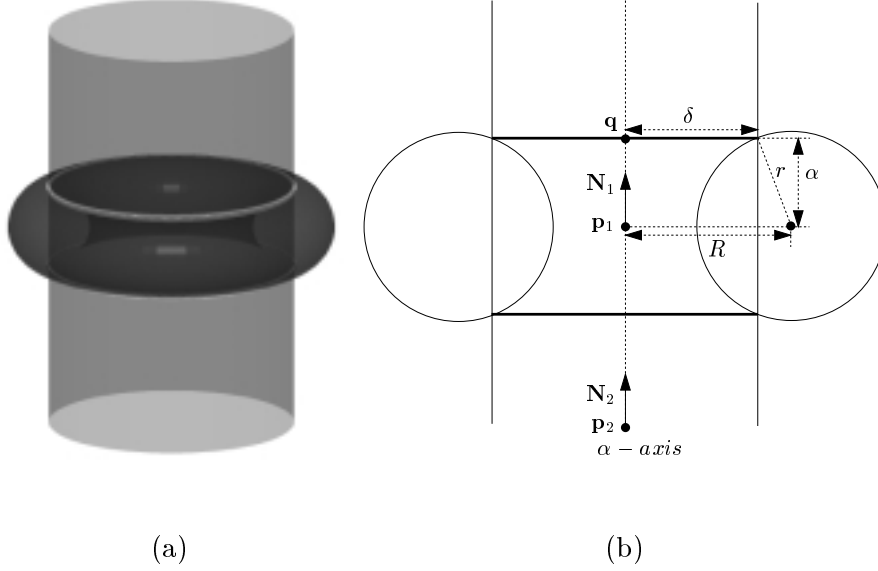 δ
q
r
α
N₁
p₁
R
N₂
p₂
α − axis
(a)
(b)